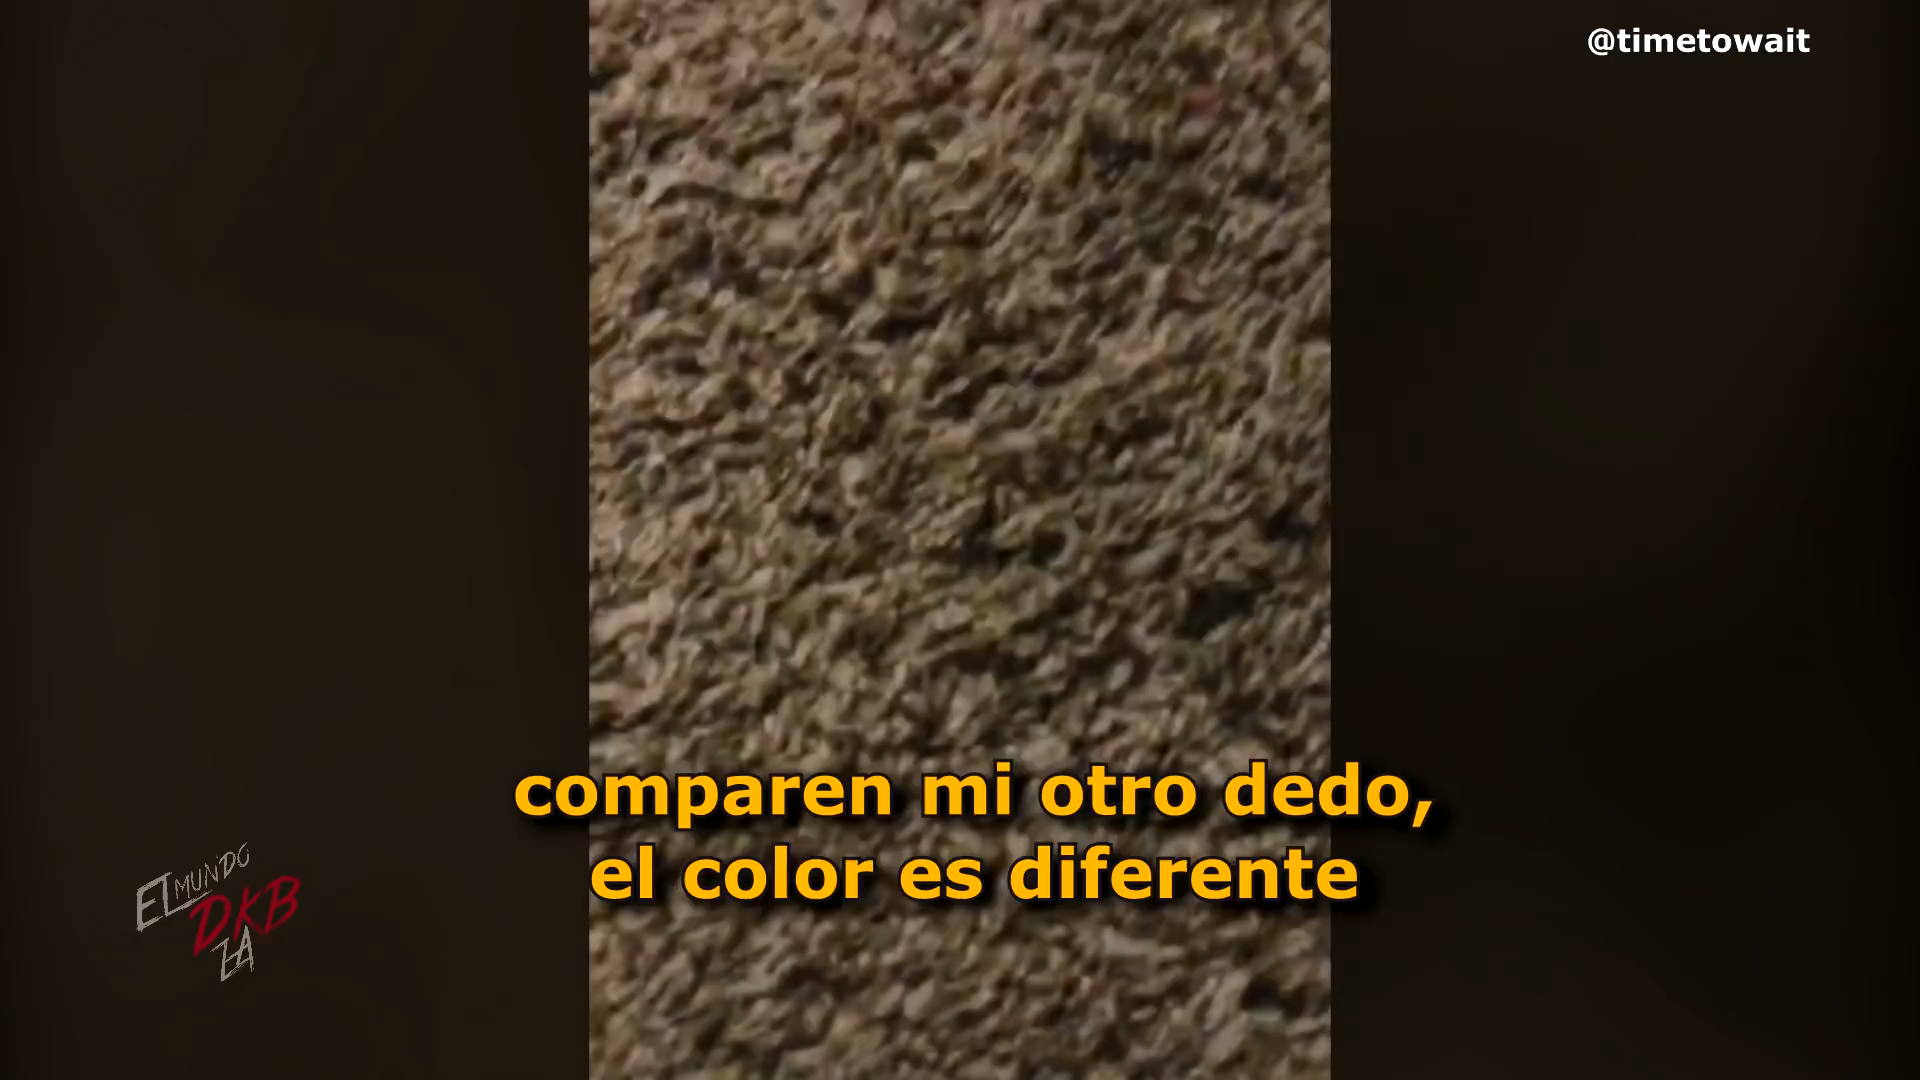 @timetowait
comparen mi otro dedo,
el color es diferente
EL MUNDO
DKB
ZA